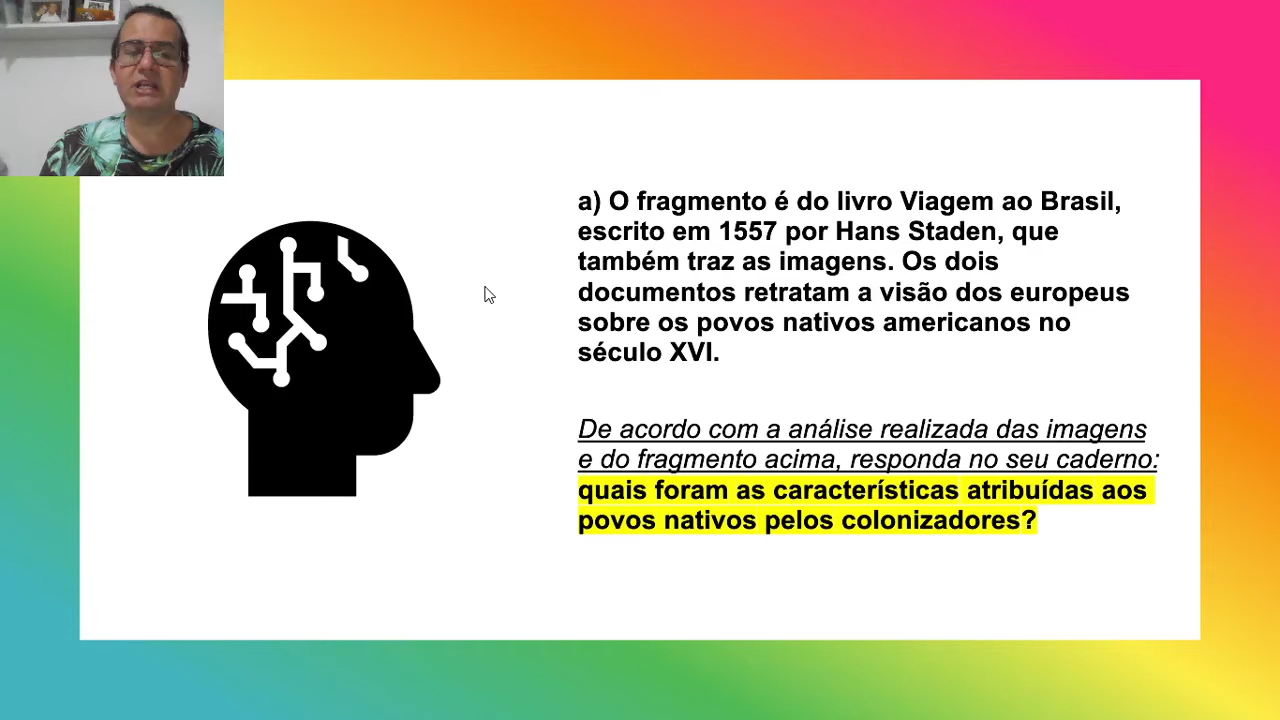 a) O fragmento é do livro Viagem ao Brasil,
escrito em 1557 por Hans Staden, que
também traz as imagens. Os dois
documentos retratam a visão dos europeus
sobre os povos nativos americanos no
século XVI.
De acordo com a análise realizada das imagens
e do fragmento acima, responda no seu caderno:
quais foram as características atribuídas aos
povos nativos pelos colonizadores?